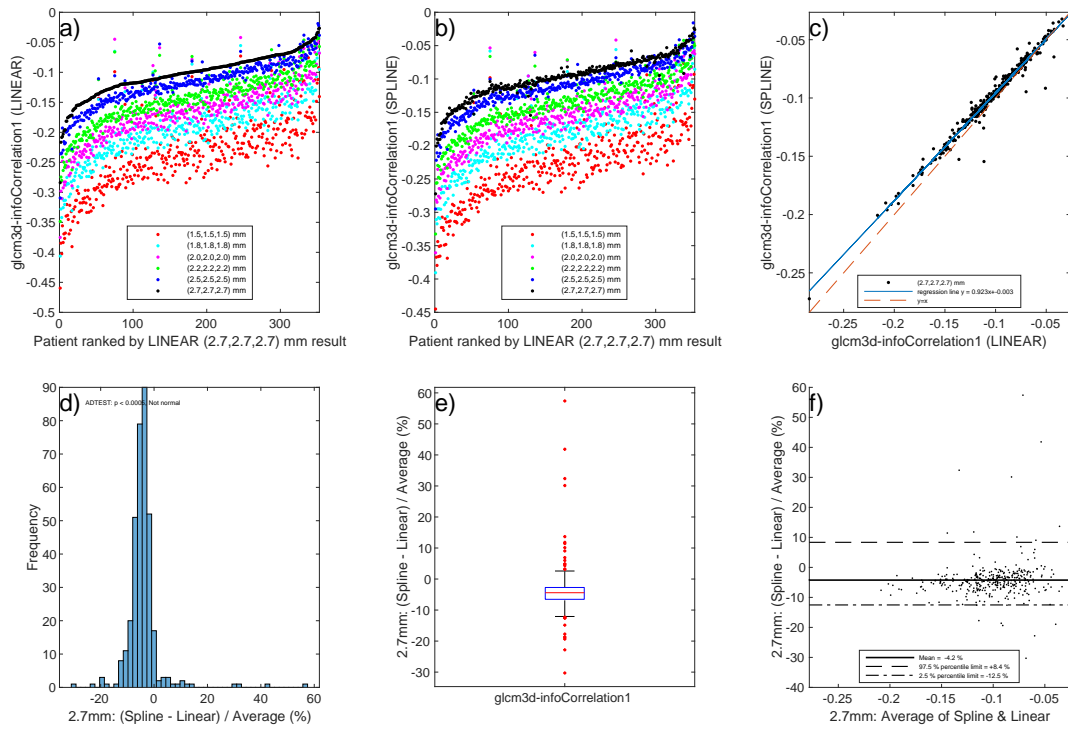 a)
glcm3d-infoCorrelation1 (LINEAR)
0
-0.05
-0.1
-0.15
-0.2
-0.25
-0.3
-0.35
-0.4
-0.45
-0.5
(1.5,1.5,1.5) mm
(1.8,1.8,1.8) mm
(2.0,2.0,2.0) mm
(2.2,2.2,2.2) mm
(2.5,2.5,2.5) mm
(2.7,2.7,2.7) mm
0 100 200 300
Patient ranked by LINEAR (2.7,2.7,2.7) mm result
b)
glcm3d-infoCorrelation1 (SPLINE)
0
-0.05
-0.1
-0.15
-0.2
-0.25
-0.3
-0.35
-0.4
-0.45
(1.5,1.5,1.5) mm
(1.8,1.8,1.8) mm
(2.0,2.0,2.0) mm
(2.2,2.2,2.2) mm
(2.5,2.5,2.5) mm
(2.7,2.7,2.7) mm
0 100 200 300
Patient ranked by LINEAR (2.7,2.7,2.7) mm result
c)
glcm3d-infoCorrelation1 (SPLINE)
-0.05
-0.1
-0.15
-0.2
-0.25
(2.7,2.7,2.7) mm
regression line y = 0.923x+-0.003
y=x
-0.25 -0.2 -0.15 -0.1 -0.05
glcm3d-infoCorrelation1 (LINEAR)
d)
ADTEST: p < 0.0005, Not normal
Frequency
90
80
70
60
50
40
30
20
10
0
-20 0 20 40 60
2.7mm: (Spline - Linear) / Average (%)
e)
2.7mm: (Spline - Linear) / Average (%)
60
50
40
30
20
10
0
-10
-20
-30
glcm3d-infoCorrelation1
f)
2.7mm: (Spline - Linear) / Average (%)
60
50
40
30
20
10
0
-10
-20
-30
-40
Mean = -4.2 %
97.5 % percentile limit = +8.4 %
2.5 % percentile limit = -12.5 %
-0.25 -0.2 -0.15 -0.1 -0.05
2.7mm: Average of Spline & Linear